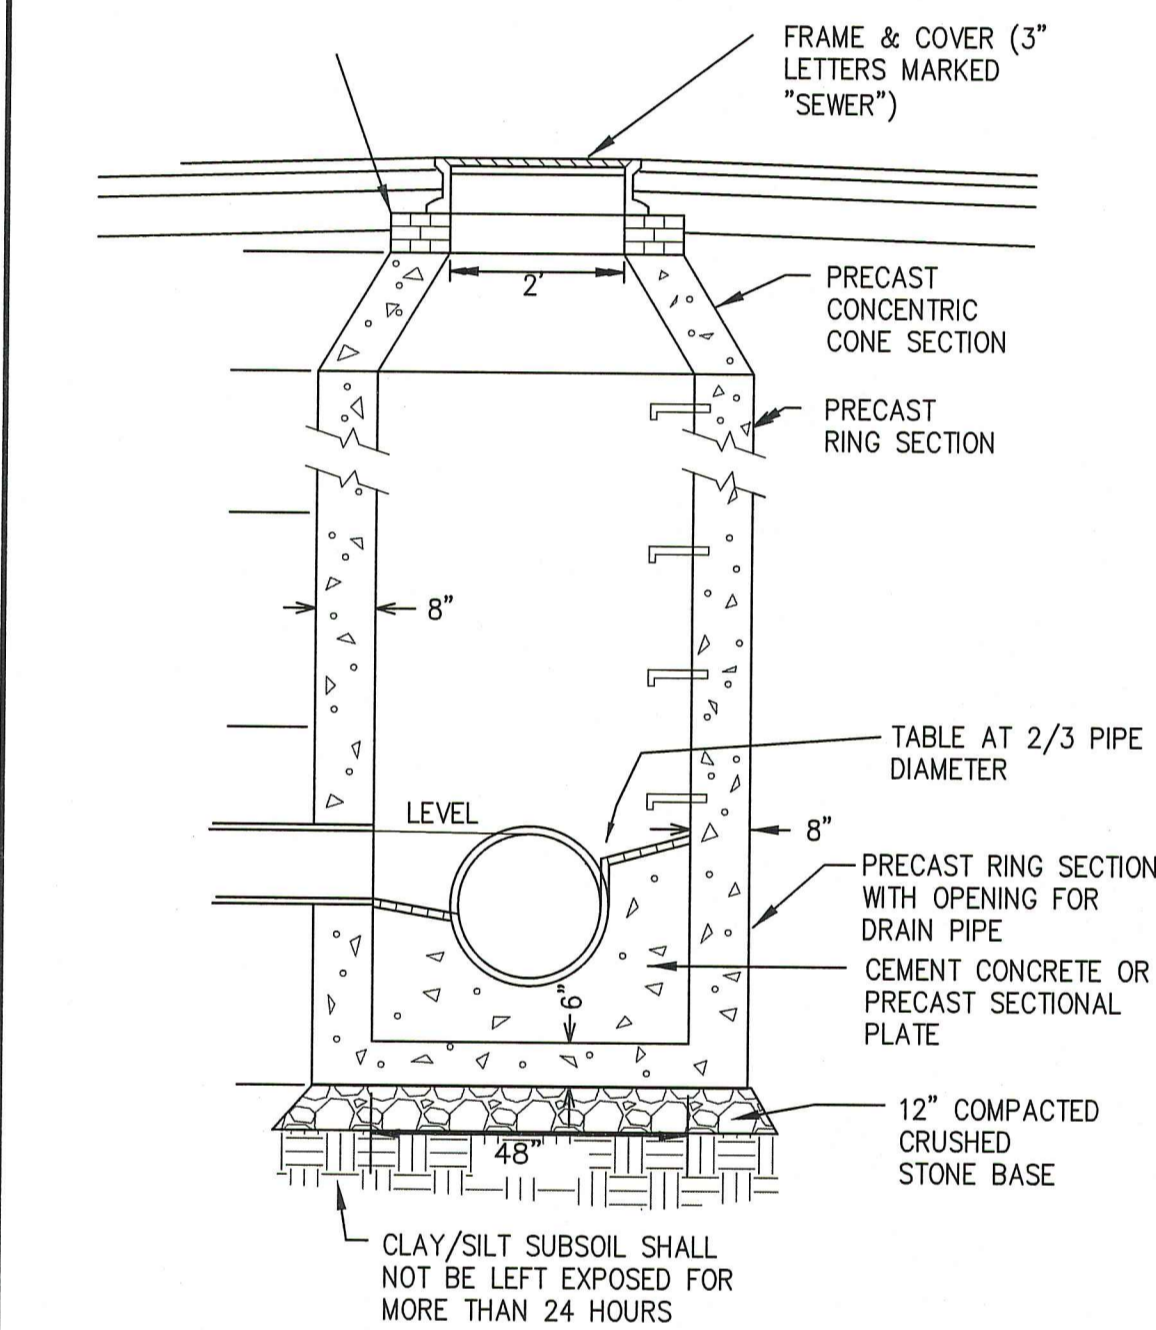 FRAME & COVER (3"
LETTERS MARKED
"SEWER")
2'
PRECAST
CONCENTRIC
CONE SECTION
PRECAST
RING SECTION
8"
TABLE AT 2/3 PIPE
DIAMETER
LEVEL
8"
PRECAST RING SECTION
WITH OPENING FOR
DRAIN PIPE
CEMENT CONCRETE OR
PRECAST SECTIONAL
PLATE
6"
12" COMPACTED
CRUSHED
STONE BASE
48"
CLAY/SILT SUBSOIL SHALL
NOT BE LEFT EXPOSED FOR
MORE THAN 24 HOURS